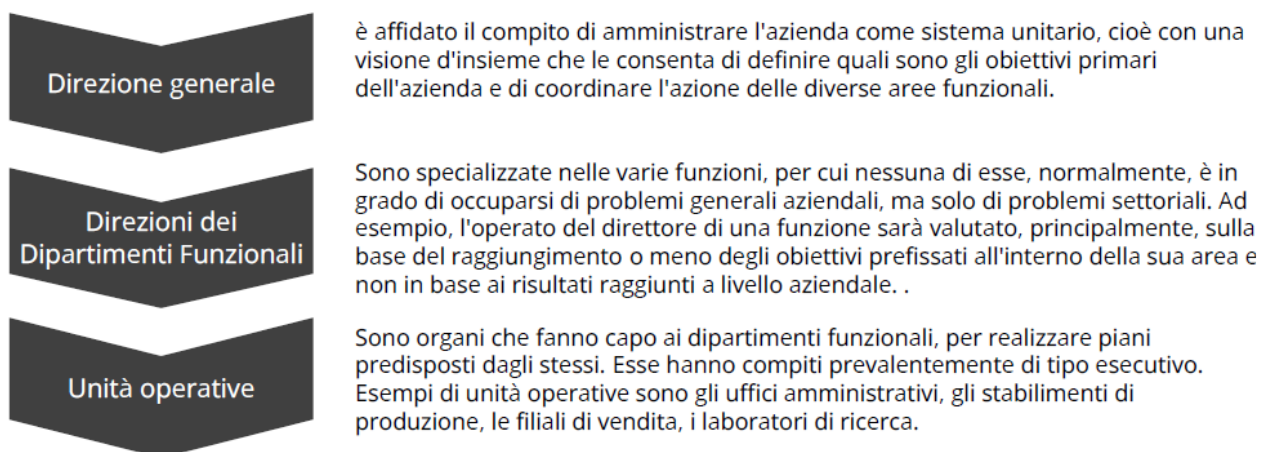 Direzione generale
è affidato il compito di amministrare l'azienda come sistema unitario, cioè con una
visione d'insieme che le consenta di definire quali sono gli obiettivi primari
dell'azienda e di coordinare l'azione delle diverse aree funzionali.
Direzioni dei
Dipartimenti Funzionali
Sono specializzate nelle varie funzioni, per cui nessuna di esse, normalmente, è in
grado di occuparsi di problemi generali aziendali, ma solo di problemi settoriali. Ad
esempio, l'operato del direttore di una funzione sarà valutato, principalmente, sulla
base del raggiungimento o meno degli obiettivi prefissati all'interno della sua area e
non in base ai risultati raggiunti a livello aziendale. .
Unità operative
Sono organi che fanno capo ai dipartimenti funzionali, per realizzare piani
predisposti dagli stessi. Esse hanno compiti prevalentemente di tipo esecutivo.
Esempi di unità operative sono gli uffici amministrativi, gli stabilimenti di
produzione, le filiali di vendita, i laboratori di ricerca.